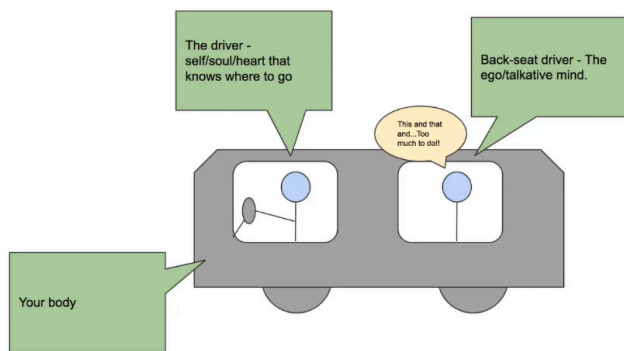 The driver -
self/soul/heart that
knows where to go
Back-seat driver - The
ego/talkative mind.
This and that
and...Too
much to do!!
Your body